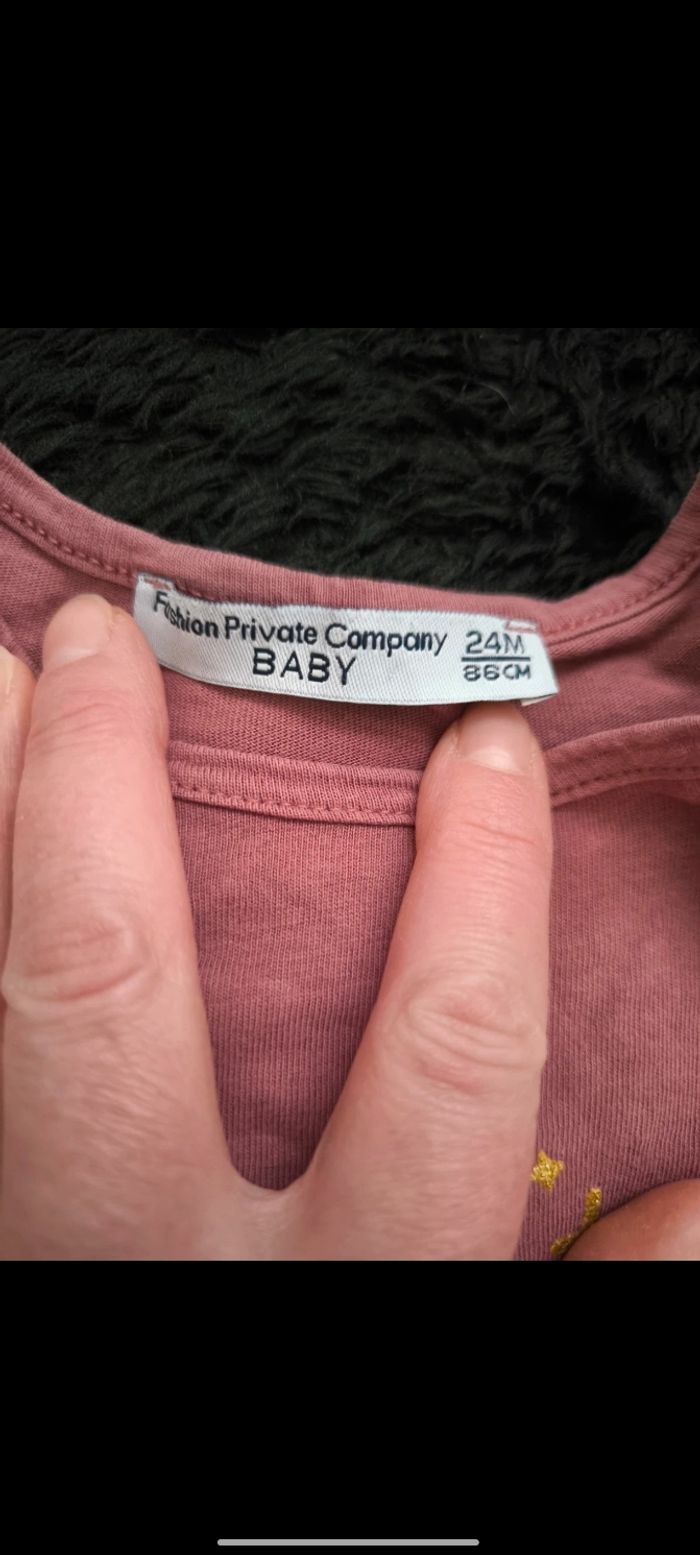 Fashion Private Company
BABY
24M
86CM